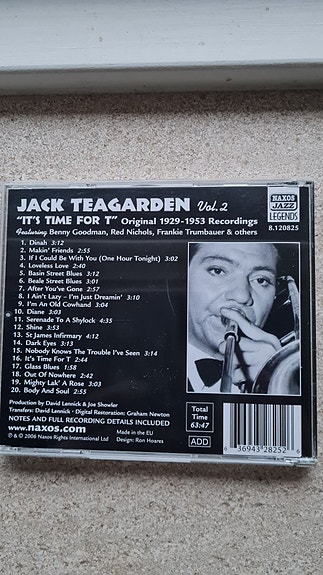 JACK TEAGARDEN Vol.2
"IT'S TIME FOR T" Original 1929-1953 Recordings
Featuring Benny Goodman, Red Nichols, Frankie Trumbauer & others
NAXOS
JAZZ
LEGENDS
8.120825
1. Dinah 3:12
2. Makin' Friends 2:55
3. If I Could Be With You (One Hour Tonight) 3:02
4. Loveless Love 2:40
5. Basin Street Blues 3:12
6. Beale Street Blues 3:01
7. After You've Gone 2:57
8. I Ain't Lazy – I'm Just Dreamin' 3:10
9. I'm an Old Cowhand 3:04
10. Diane 3:03
11. Serenade To A Shylock 4:35
12. Shine 3:53
13. St James Infirmary 4:12
14. Dark Eyes 3:13
15. Nobody Knows The Trouble I've Seen 3:14
16. It's Time For T 2:44
17. Glass Blues 1:58
18. Out Of Nowhere 2:42
19. Mighty Lak' A Rose 3:03
20. Body And Soul 2:55
Production by David Lennick & Joe Showler
Transfers: David Lennick • Digital Restoration: Graham Newton
NOTES AND FULL RECORDING DETAILS INCLUDED
www.naxos.com
Made in the EU
℗ & © 2006 Naxos Rights International Ltd
Design: Ron Hoares
Total
Time
63:47
ADD
6 36943 28252 6